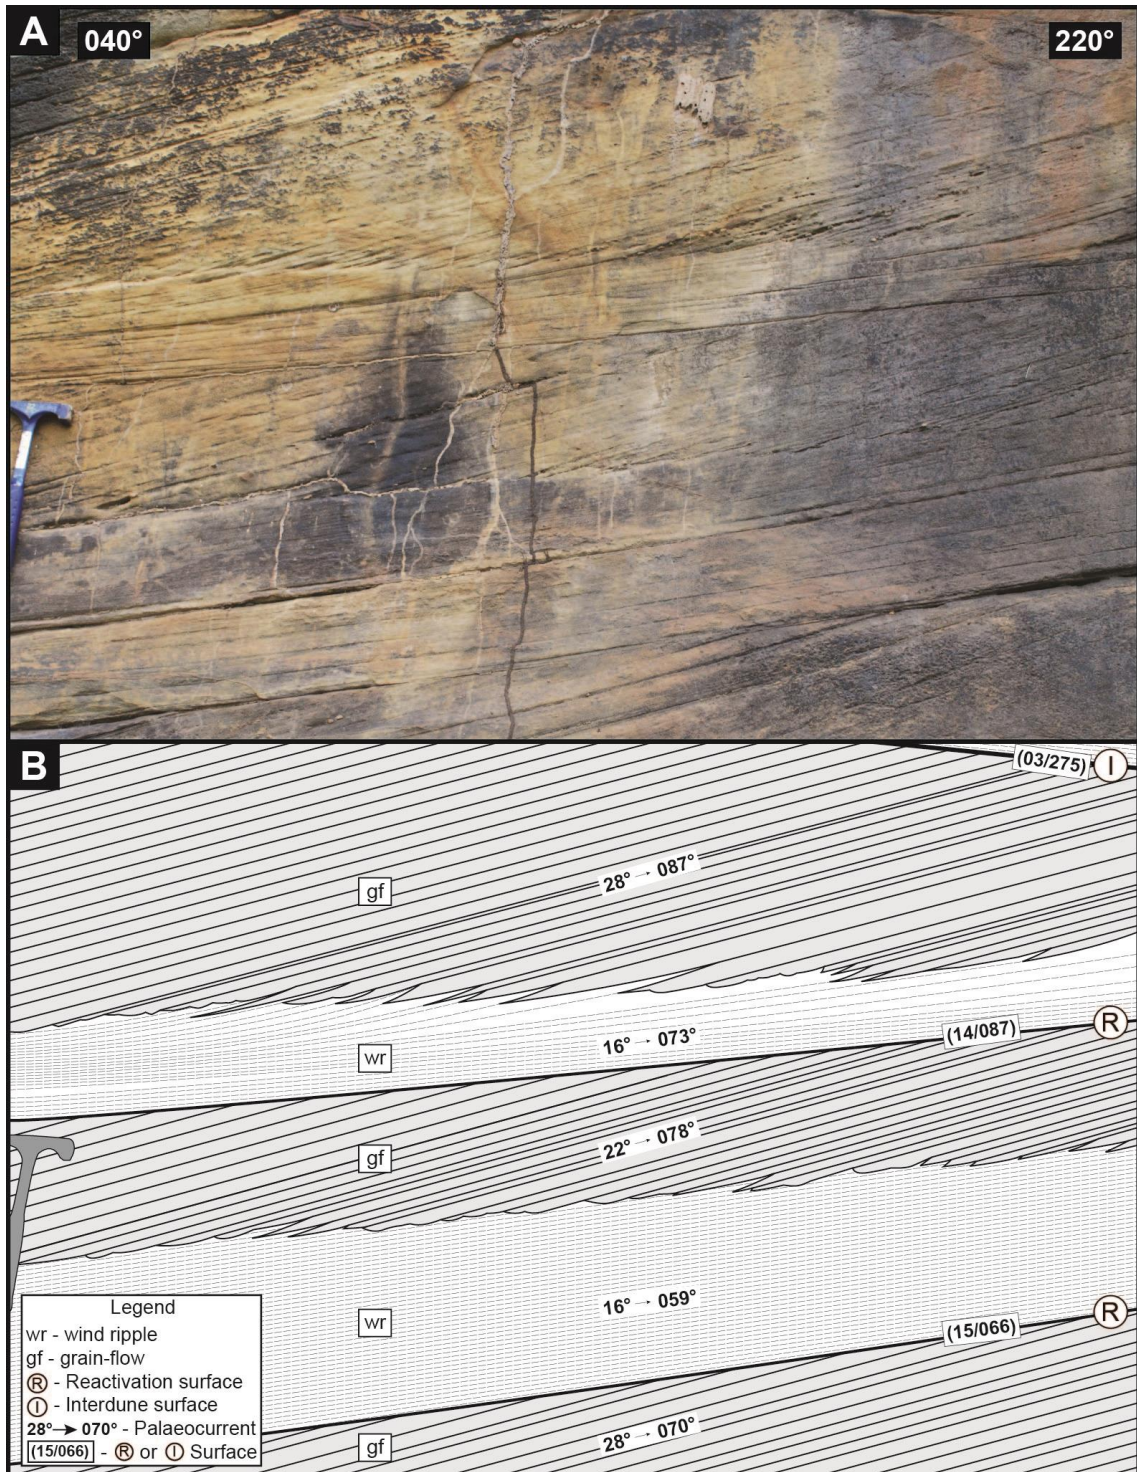 A
040°
220°
B
(03/275)
I
28° → 087°
gf
R
(14/087)
16° → 073°
wr
22° → 078°
gf
16° → 059°
wr
R
(15/066)
28° → 070°
gf
Legend
wr - wind ripple
gf - grain-flow
R - Reactivation surface
I - Interdune surface
28°→ 070° - Palaeocurrent
(15/066) - R or I Surface